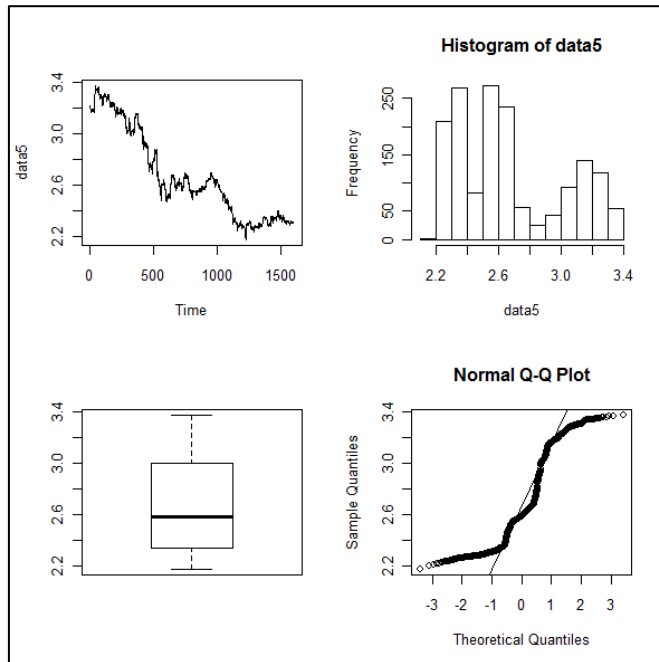 3.4
3.0
2.6
2.2
data5
0 500 1000 1500
Time
Histogram of data5
250
150
50
0
Frequency
2.2 2.6 3.0 3.4
data5
3.4
3.0
2.6
2.2
Normal Q-Q Plot
3.4
3.0
2.6
2.2
Sample Quantiles
-3 -2 -1 0 1 2 3
Theoretical Quantiles